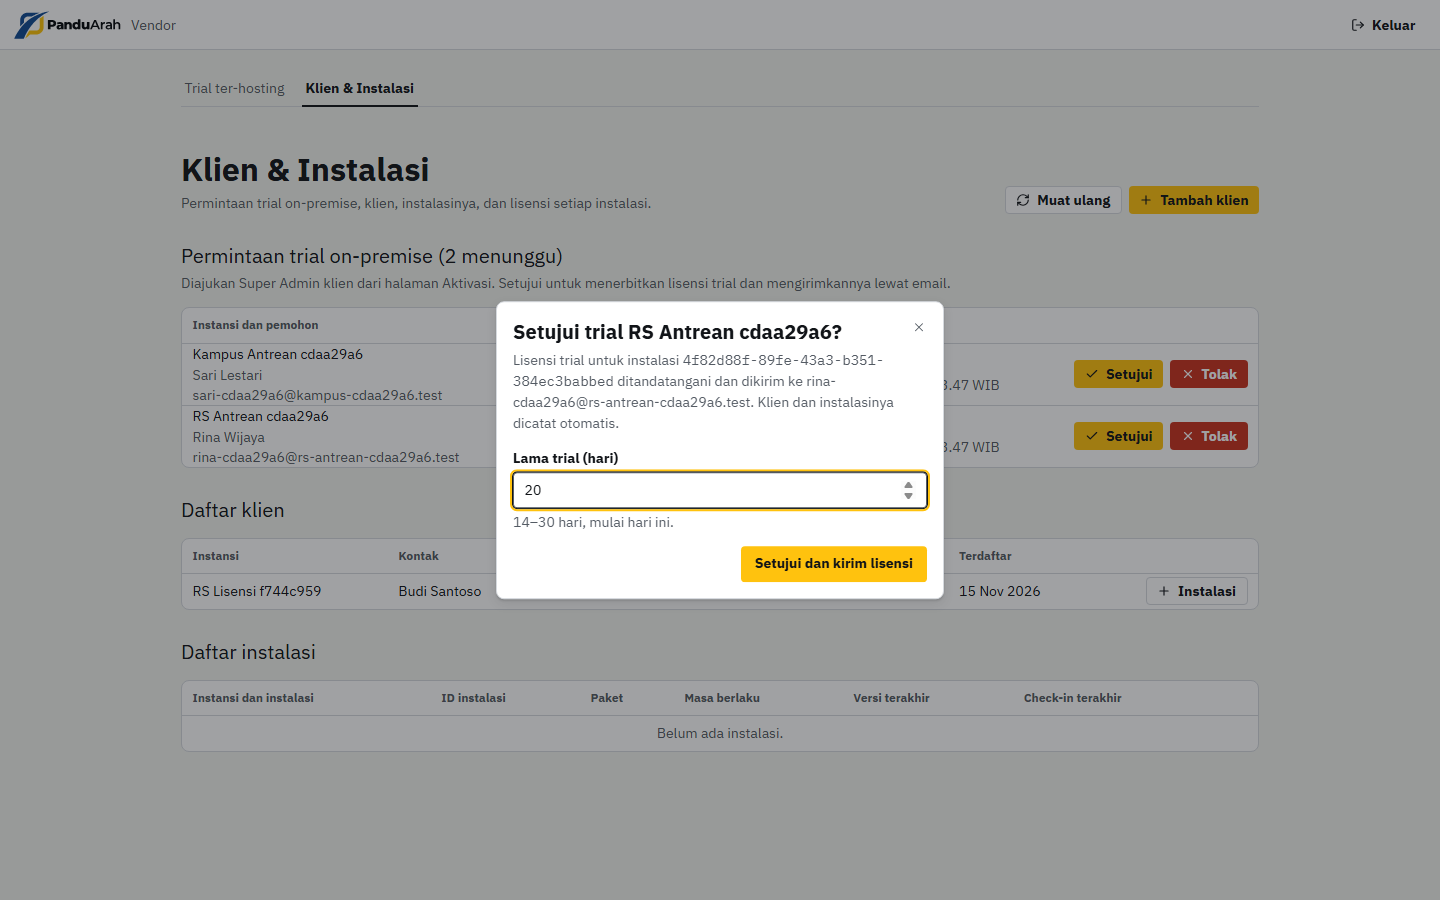 PanduArah Vendor
Keluar
Trial ter-hosting
Klien & Instalasi
Klien & Instalasi
Permintaan trial on-premise, klien, instalasinya, dan lisensi setiap instalasi.
Muat ulang
Tambah klien
Permintaan trial on-premise (2 menunggu)
Diajukan Super Admin klien dari halaman Aktivasi. Setujui untuk menerbitkan lisensi trial dan mengirimkannya lewat email.
Instansi dan pemohon
Kampus Antrean cdaa29a6
Sari Lestari
sari-cdaa29a6@kampus-cdaa29a6.test
.47 WIB
Setujui
Tolak
RS Antrean cdaa29a6
Rina Wijaya
rina-cdaa29a6@rs-antrean-cdaa29a6.test
.47 WIB
Setujui
Tolak
Setujui trial RS Antrean cdaa29a6?
Lisensi trial untuk instalasi 4f82d88f-89fe-43a3-b351-
384ec3babbed ditandatangani dan dikirim ke rina-
cdaa29a6@rs-antrean-cdaa29a6.test. Klien dan instalasinya
dicatat otomatis.
Lama trial (hari)
20
14–30 hari, mulai hari ini.
Setujui dan kirim lisensi
Daftar klien
Instansi
Kontak
Terdaftar
RS Lisensi f744c959
Budi Santoso
15 Nov 2026
Instalasi
Daftar instalasi
Instansi dan instalasi
ID instalasi
Paket
Masa berlaku
Versi terakhir
Check-in terakhir
Belum ada instalasi.